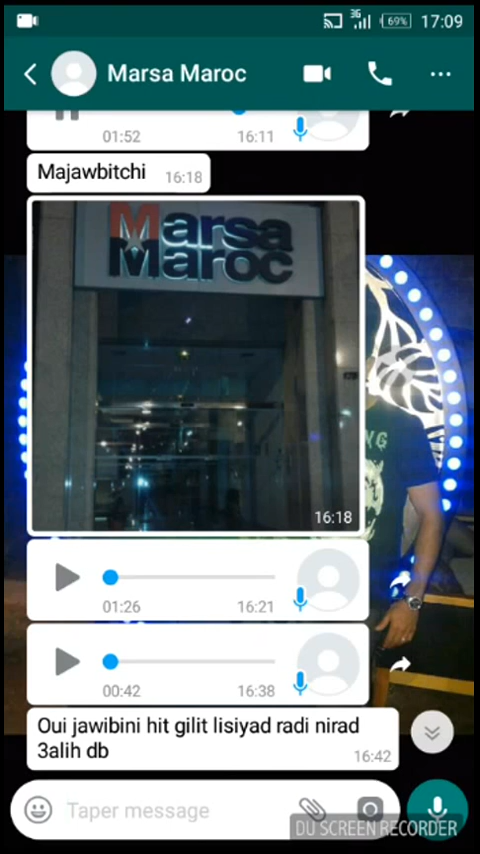 3G 69% 17:09
Marsa Maroc
01:52 16:11
Majawbitchi 16:18
Marsa
Maroc
16:18
01:26 16:21
00:42 16:38
Oui jawibini hit gilit lisiyad radi nirad
3alih db 16:42
Taper message
DU SCREEN RECORDER